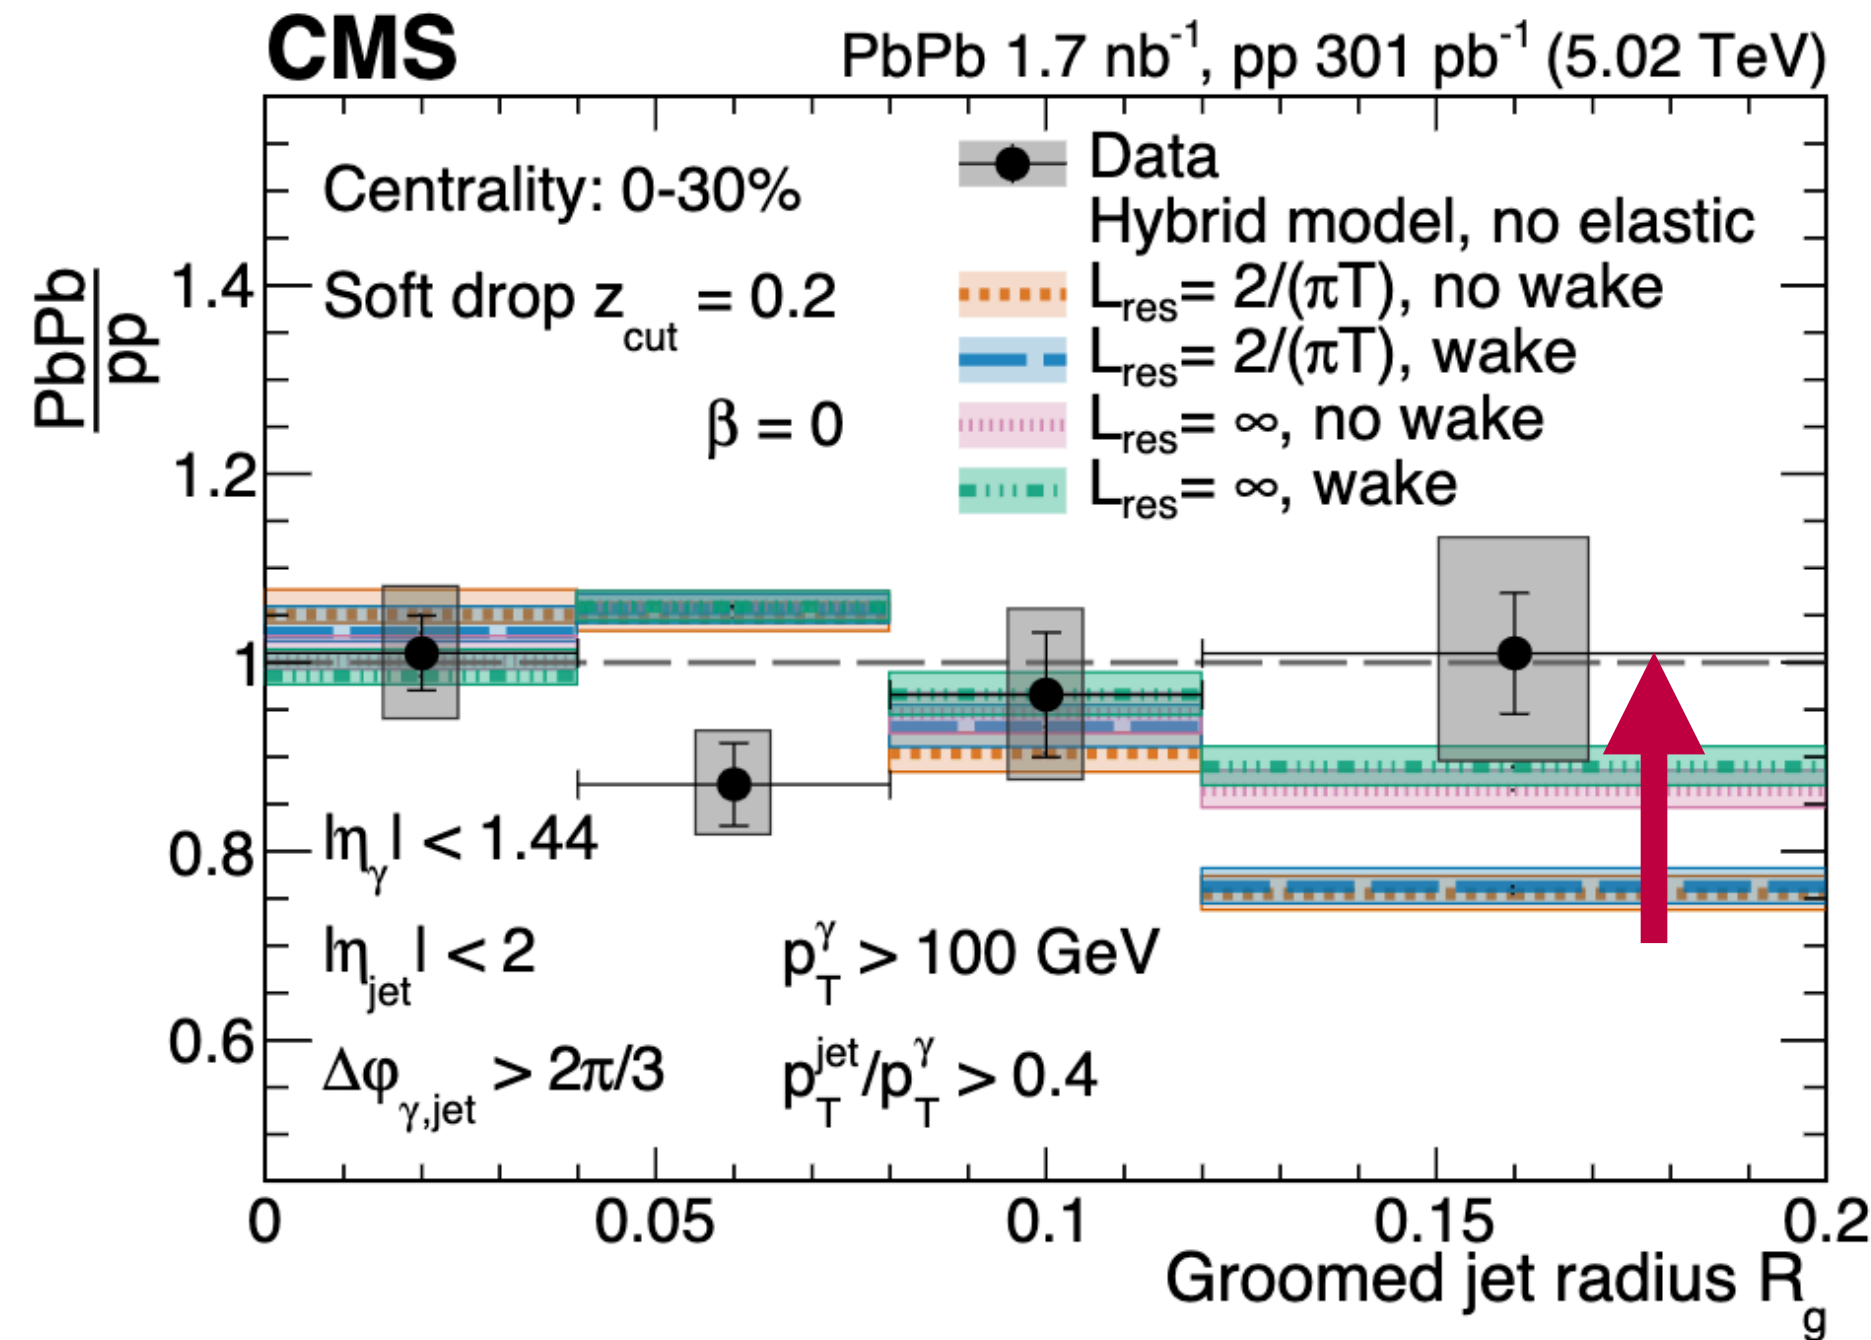 CMS
PbPb 1.7 nb⁻¹, pp 301 pb⁻¹ (5.02 TeV)
Centrality: 0-30%
Soft drop z_cut = 0.2
β = 0
Data
Hybrid model, no elastic
L_res= 2/(πT), no wake
L_res= 2/(πT), wake
L_res= ∞, no wake
L_res= ∞, wake
PbPb
pp
1.4
1.2
1
0.8
0.6
|η_γ| < 1.44
|η_jet| < 2
p_T^γ > 100 GeV
Δφ_γ,jet > 2π/3
p_T^jet/p_T^γ > 0.4
0 0.05 0.1 0.15 0.2
Groomed jet radius R_g